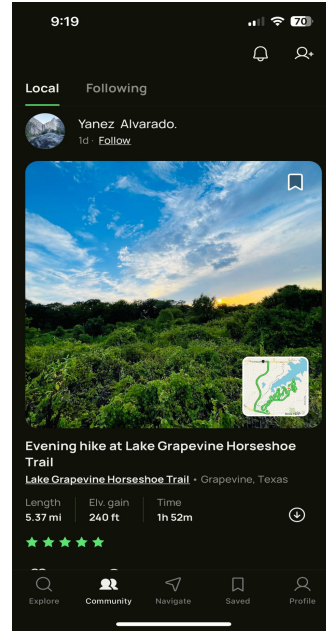 9:19
70
Local Following
Yanez Alvarado.
1d · Follow
Evening hike at Lake Grapevine Horseshoe
Trail
Lake Grapevine Horseshoe Trail • Grapevine, Texas
Length Elv. gain Time
5.37 mi 240 ft 1h 52m
Explore Community Navigate Saved Profile